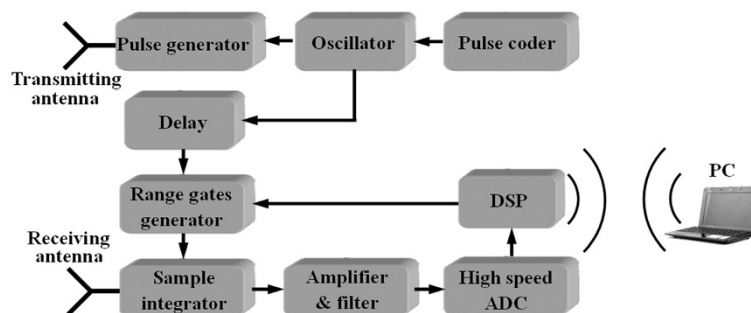 Pulse generator
Oscillator
Pulse coder
Transmitting
antenna
Delay
PC
Range gates
generator
DSP
Receiving
antenna
Sample
integrator
Amplifier
& filter
High speed
ADC